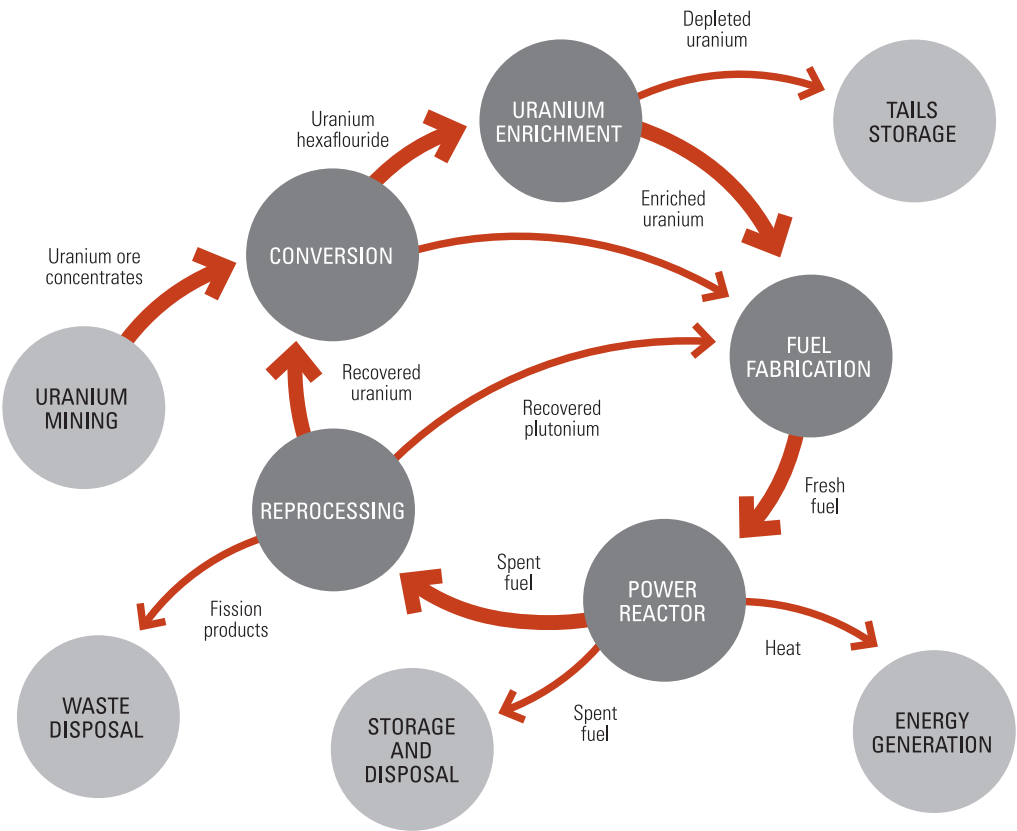 Depleted
uranium
URANIUM
ENRICHMENT
TAILS
STORAGE
Uranium
hexaflouride
Enriched
uranium
CONVERSION
Uranium ore
concentrates
FUEL
FABRICATION
Recovered
uranium
URANIUM
MINING
Recovered
plutonium
REPROCESSING
Fresh
fuel
Spent
fuel
POWER
REACTOR
Fission
products
Heat
WASTE
DISPOSAL
STORAGE
AND
DISPOSAL
Spent
fuel
ENERGY
GENERATION